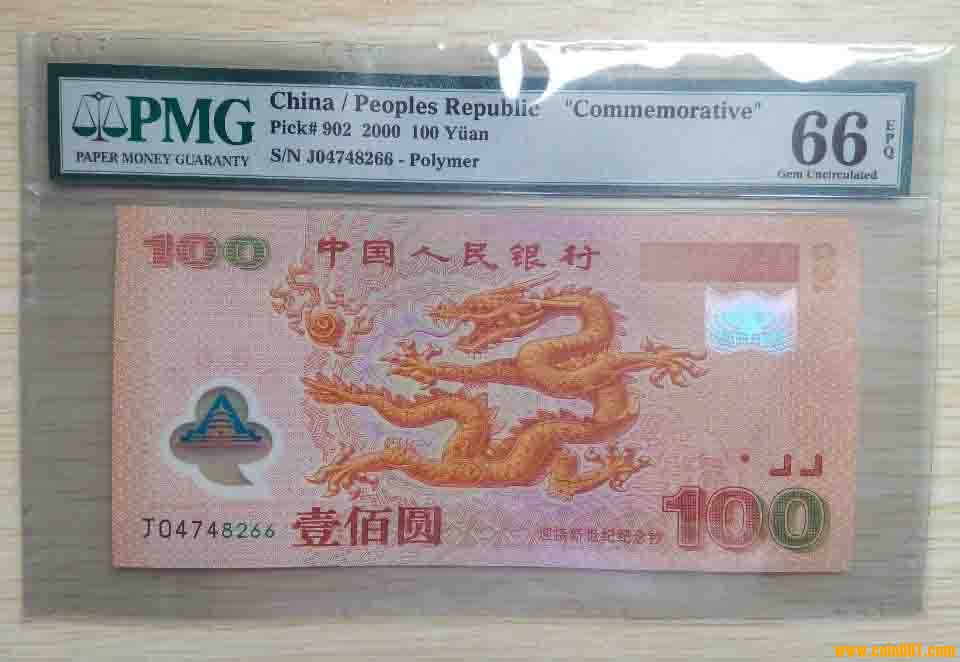 PMG
PAPER MONEY GUARANTY
China / Peoples Republic "Commemorative"
Pick# 902 2000 100 Yüan
S/N J04748266 - Polymer
66 EPQ
Gem Uncirculated
100 中国人民银行
J04748266 壹佰圆
迎接新世纪纪念钞 100
www.coin001.com